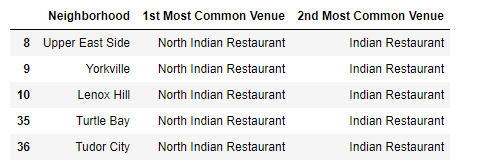 Neighborhood 1st Most Common Venue 2nd Most Common Venue
8 Upper East Side North Indian Restaurant Indian Restaurant
9 Yorkville North Indian Restaurant Indian Restaurant
10 Lenox Hill North Indian Restaurant Indian Restaurant
35 Turtle Bay North Indian Restaurant Indian Restaurant
36 Tudor City North Indian Restaurant Indian Restaurant